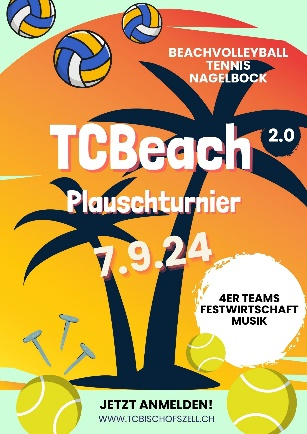 BEACHVOLLEYBALL
TENNIS
NAGELBOCK
2.0
TCBeach
Plauschturnier
7.9.24
4ER TEAMS
FESTWIRTSCHAFT
MUSIK
JETZT ANMELDEN!
WWW.TCBISCHOFSZELL.CH